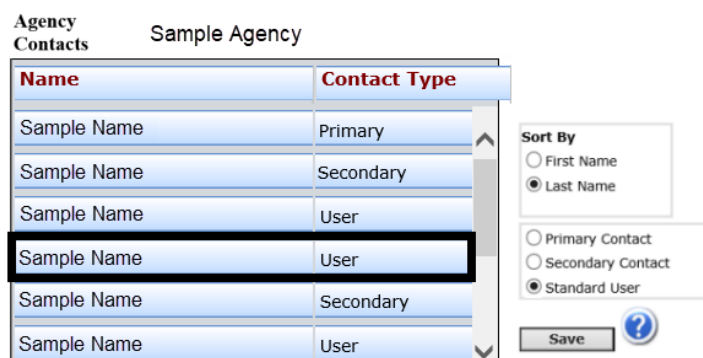 Agency
Contacts
Sample Agency
Name Contact Type
Sample Name Primary
Sample Name Secondary
Sample Name User
Sample Name User
Sample Name Secondary
Sample Name User
Sort By
First Name
Last Name
Primary Contact
Secondary Contact
Standard User
Save ?